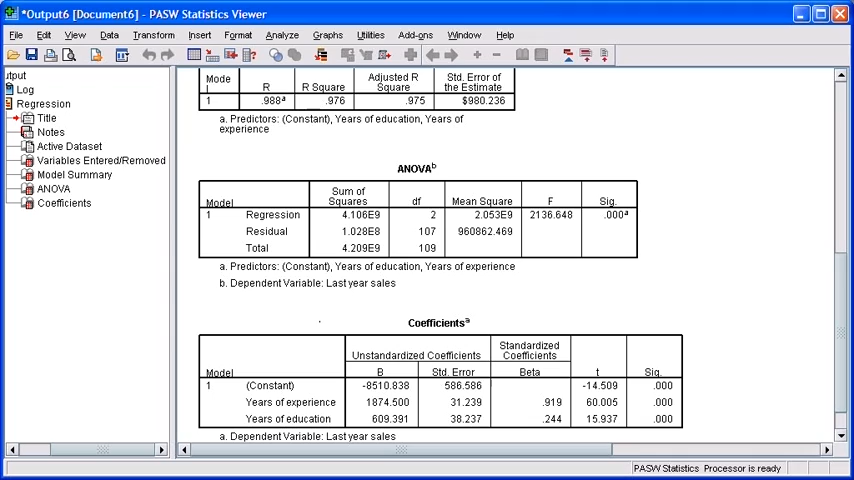 *Output6 [Document6] - PASW Statistics Viewer
File Edit View Data Transform Insert Format Analyze Graphs Utilities Add-ons Window Help
utput
Log
Regression
Title
Notes
Active Dataset
Variables Entered/Removed
Model Summary
ANOVA
Coefficients
Mode
l R R Square Adjusted R
Square Std. Error of
the Estimate
1 .988a .976 .975 $980.236
a. Predictors: (Constant), Years of education, Years of
experience
ANOVAb
Model Sum of
Squares df Mean Square F Sig.
1 Regression 4.106E9 2 2.053E9 2136.648 .000a
Residual 1.028E8 107 960862.469
Total 4.209E9 109
a. Predictors: (Constant), Years of education, Years of experience
b. Dependent Variable: Last year sales
Coefficientsa
Model Unstandardized Coefficients Standardized
Coefficients t Sig.
B Std. Error Beta
1 (Constant) -8510.838 586.586 -14.509 .000
Years of experience 1874.500 31.239 .919 60.005 .000
Years of education 609.391 38.237 .244 15.937 .000
a. Dependent Variable: Last year sales
PASW Statistics Processor is ready